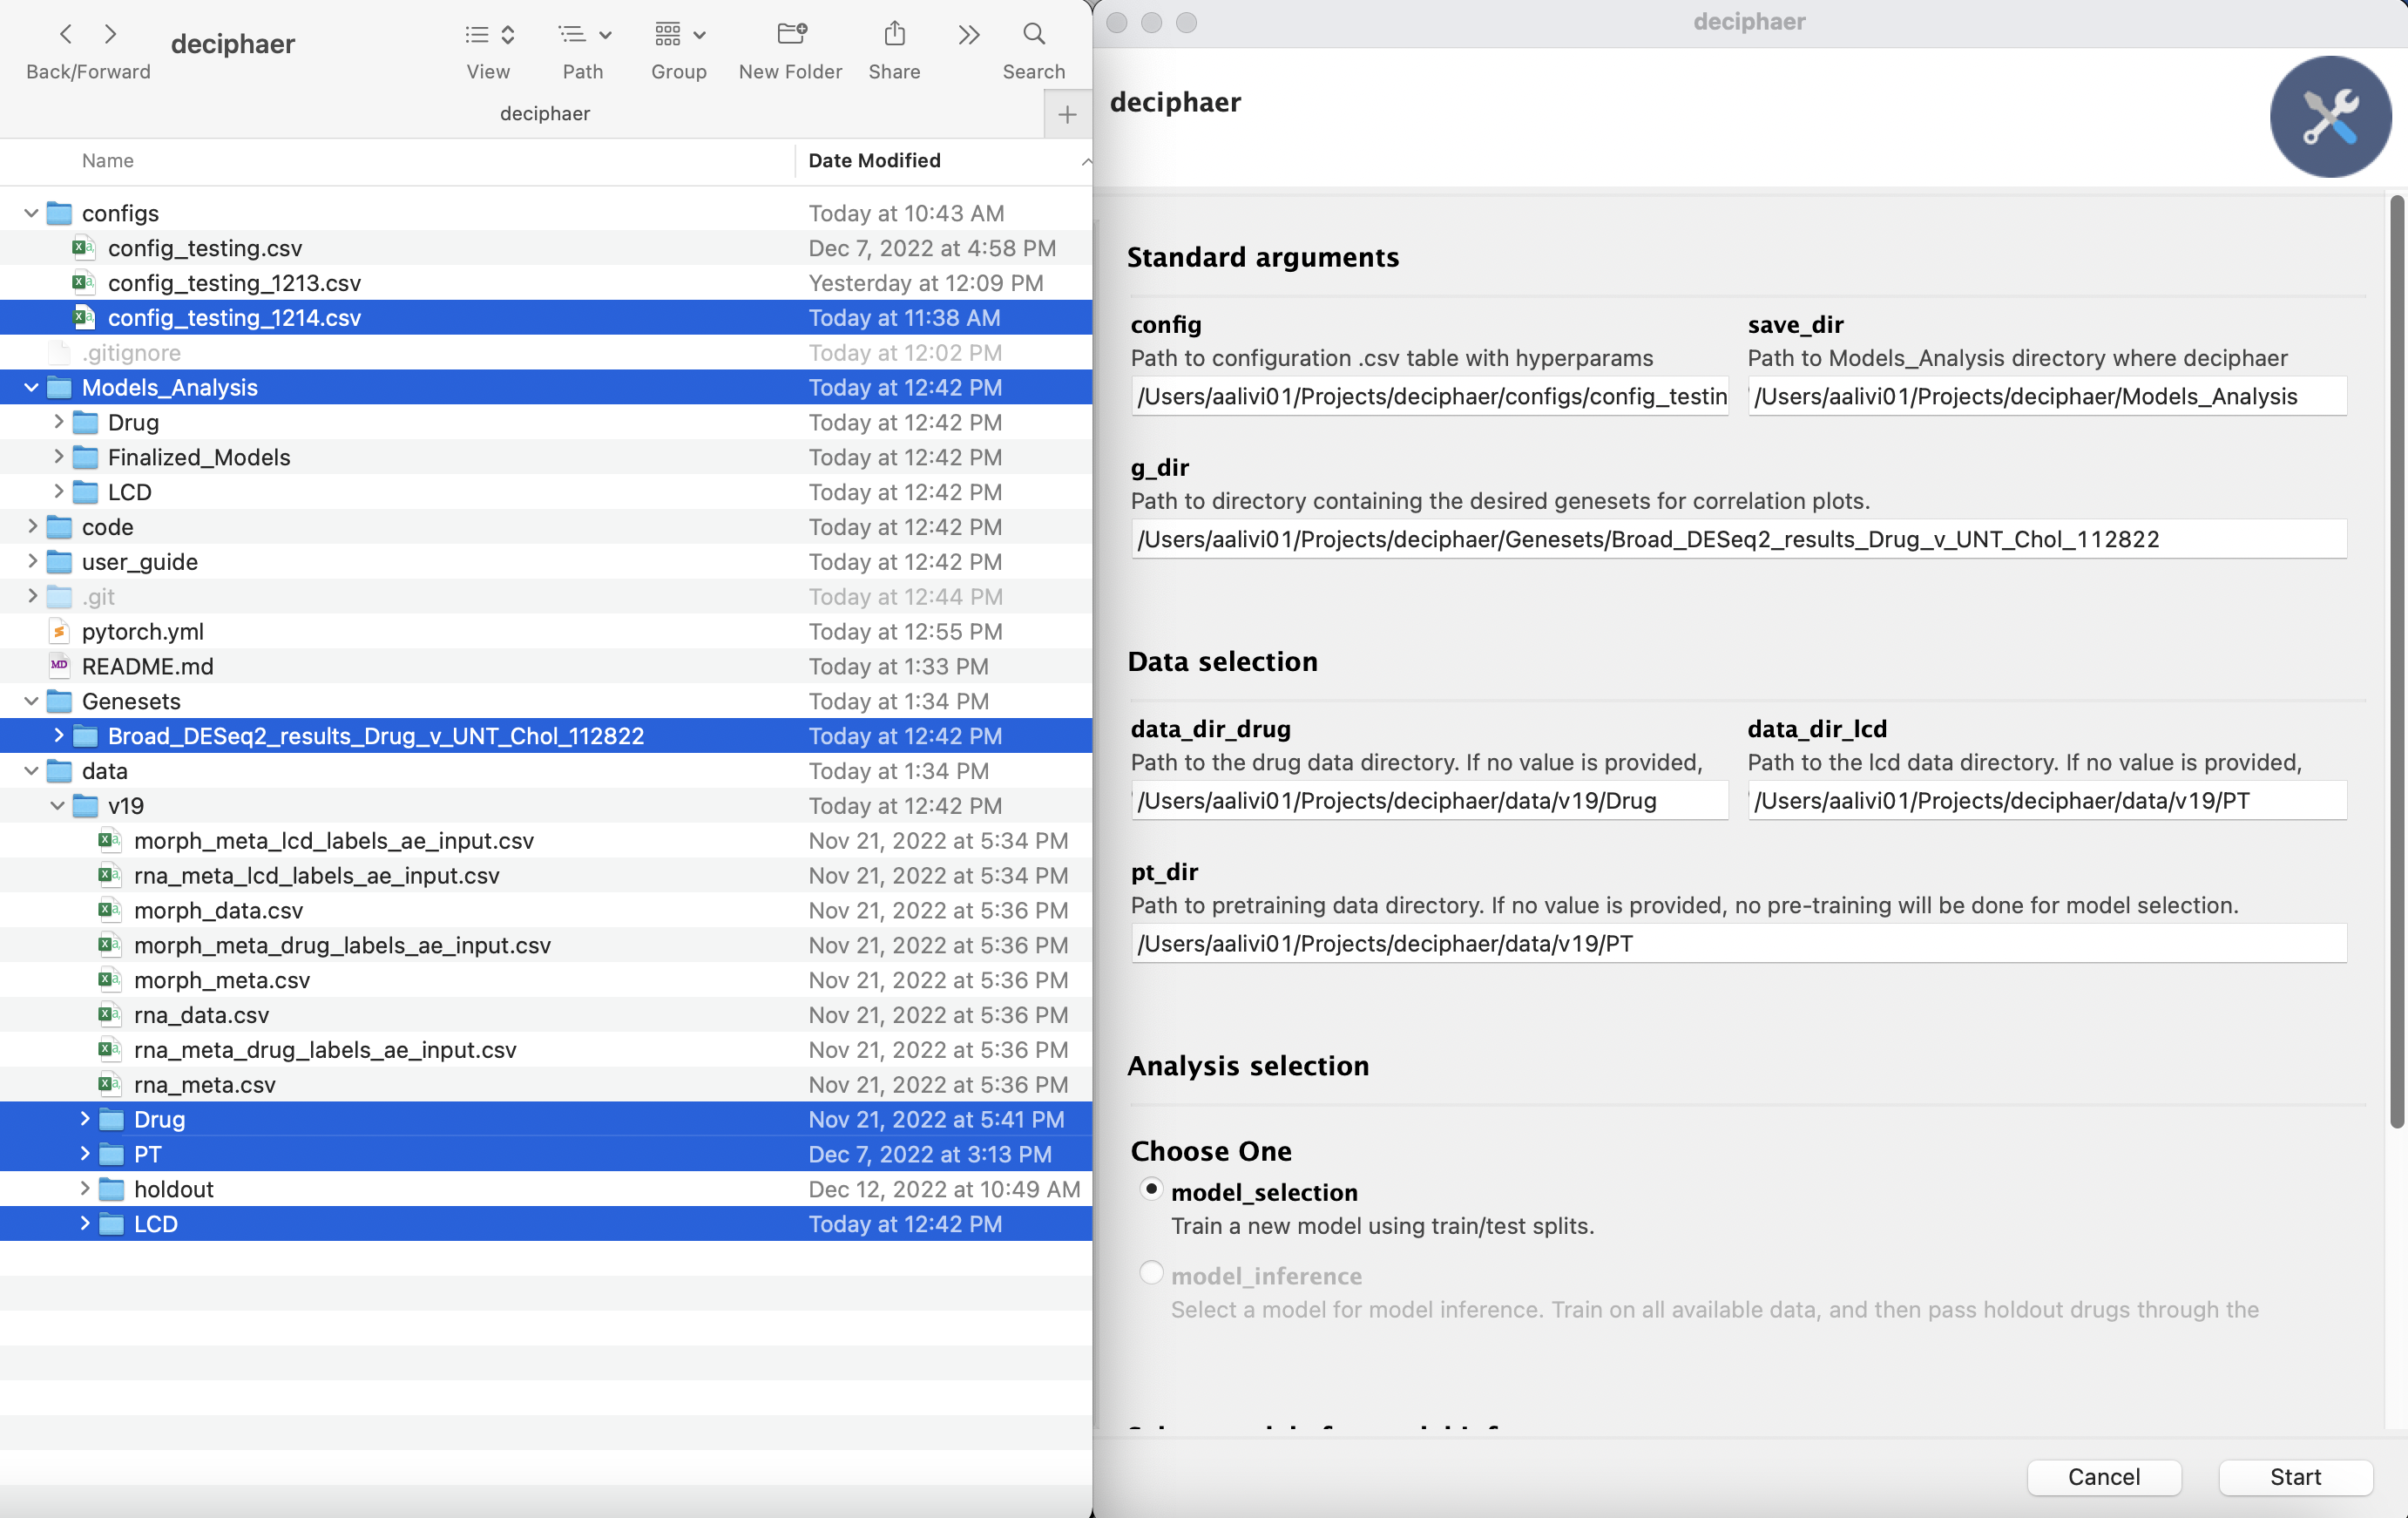 deciphaer
Back/Forward
View
Path
Group
New Folder
Share
Search
deciphaer
Name
Date Modified
configs
Today at 10:43 AM
config_testing.csv
Dec 7, 2022 at 4:58 PM
config_testing_1213.csv
Yesterday at 12:09 PM
config_testing_1214.csv
Today at 11:38 AM
.gitignore
Today at 12:02 PM
Models_Analysis
Today at 12:42 PM
Drug
Today at 12:42 PM
Finalized_Models
Today at 12:42 PM
LCD
Today at 12:42 PM
code
Today at 12:42 PM
user_guide
Today at 12:42 PM
.git
Today at 12:44 PM
pytorch.yml
Today at 12:55 PM
README.md
Today at 1:33 PM
Genesets
Today at 1:34 PM
Broad_DESeq2_results_Drug_v_UNT_Chol_112822
Today at 12:42 PM
data
Today at 1:34 PM
v19
Today at 12:42 PM
morph_meta_lcd_labels_ae_input.csv
Nov 21, 2022 at 5:34 PM
rna_meta_lcd_labels_ae_input.csv
Nov 21, 2022 at 5:34 PM
morph_data.csv
Nov 21, 2022 at 5:36 PM
morph_meta_drug_labels_ae_input.csv
Nov 21, 2022 at 5:36 PM
morph_meta.csv
Nov 21, 2022 at 5:36 PM
rna_data.csv
Nov 21, 2022 at 5:36 PM
rna_meta_drug_labels_ae_input.csv
Nov 21, 2022 at 5:36 PM
rna_meta.csv
Nov 21, 2022 at 5:36 PM
Drug
Nov 21, 2022 at 5:41 PM
PT
Dec 7, 2022 at 3:13 PM
holdout
Dec 12, 2022 at 10:49 AM
LCD
Today at 12:42 PM
deciphaer
deciphaer
Standard arguments
config
Path to configuration .csv table with hyperparams
/Users/aalivi01/Projects/deciphaer/configs/config_testin
save_dir
Path to Models_Analysis directory where deciphaer
/Users/aalivi01/Projects/deciphaer/Models_Analysis
g_dir
Path to directory containing the desired genesets for correlation plots.
/Users/aalivi01/Projects/deciphaer/Genesets/Broad_DESeq2_results_Drug_v_UNT_Chol_112822
Data selection
data_dir_drug
Path to the drug data directory. If no value is provided,
/Users/aalivi01/Projects/deciphaer/data/v19/Drug
data_dir_lcd
Path to the lcd data directory. If no value is provided,
/Users/aalivi01/Projects/deciphaer/data/v19/PT
pt_dir
Path to pretraining data directory. If no value is provided, no pre-training will be done for model selection.
/Users/aalivi01/Projects/deciphaer/data/v19/PT
Analysis selection
Choose One
model_selection
Train a new model using train/test splits.
model_inference
Select a model for model inference. Train on all available data, and then pass holdout drugs through the
Cancel
Start